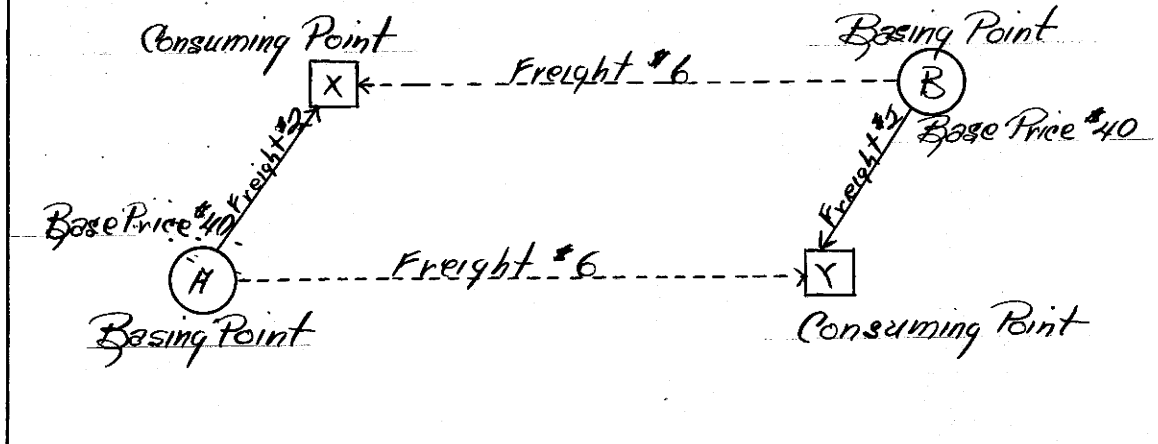 Consuming Point
Basing Point
X
Freight $6
B
Freight $2
Freight
Base Price $40
Base Price $40
A
Freight $6
Y
Basing Point
Consuming Point